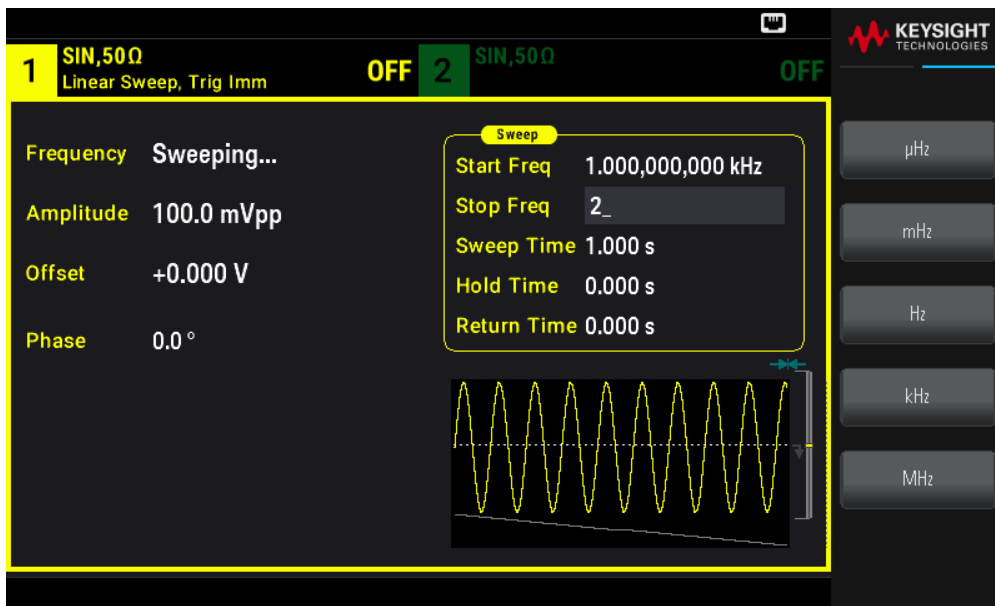 KEYSIGHT
TECHNOLOGIES
1 SIN,50Ω
Linear Sweep, Trig Imm OFF
2 SIN,50Ω
OFF
Frequency Sweeping...
Amplitude 100.0 mVpp
Offset +0.000 V
Phase 0.0 °
Sweep
Start Freq 1.000,000,000 kHz
Stop Freq 2_
Sweep Time 1.000 s
Hold Time 0.000 s
Return Time 0.000 s
µHz
mHz
Hz
kHz
MHz